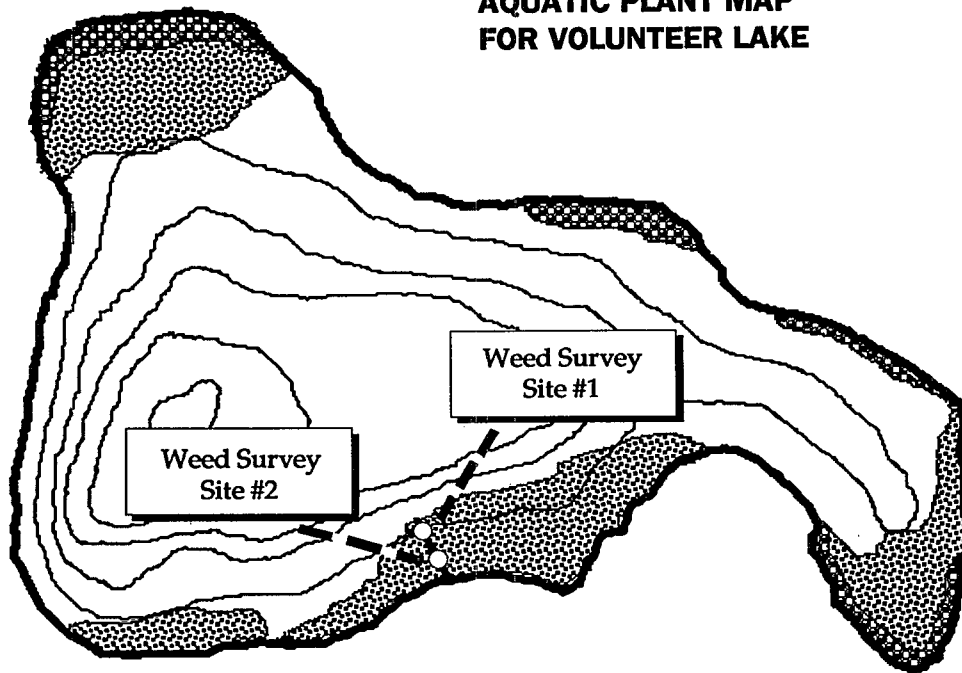 AQUATIC PLANT MAP
FOR VOLUNTEER LAKE
Weed Survey
Site #1
Weed Survey
Site #2